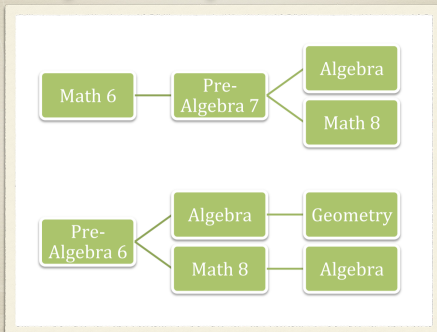 Math 6
Pre-
Algebra 7
Algebra
Math 8
Pre-
Algebra 6
Algebra
Geometry
Math 8
Algebra